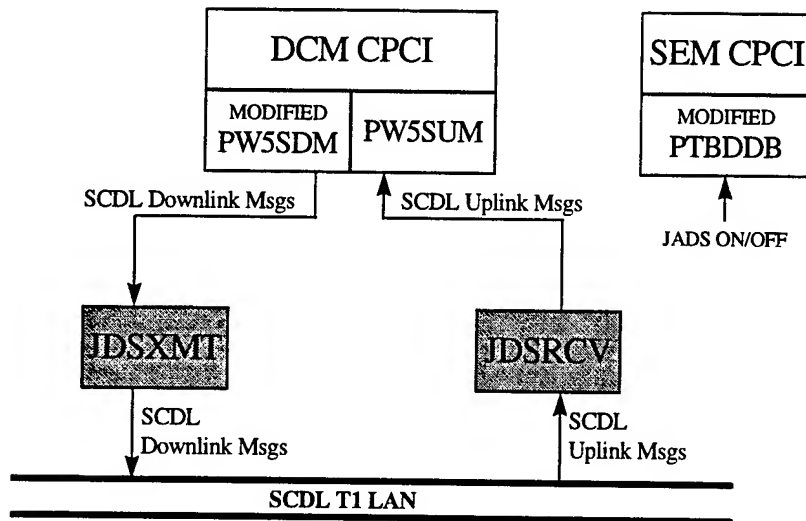 DCM CPCI
SEM CPCI
MODIFIED
PW5SDM
PW5SUM
MODIFIED
PTBDDB
SCDL Downlink Msgs
SCDL Uplink Msgs
JADS ON/OFF
JDSXMT
JDSRCV
SCDL
Downlink Msgs
SCDL
Uplink Msgs
SCDL T1 LAN